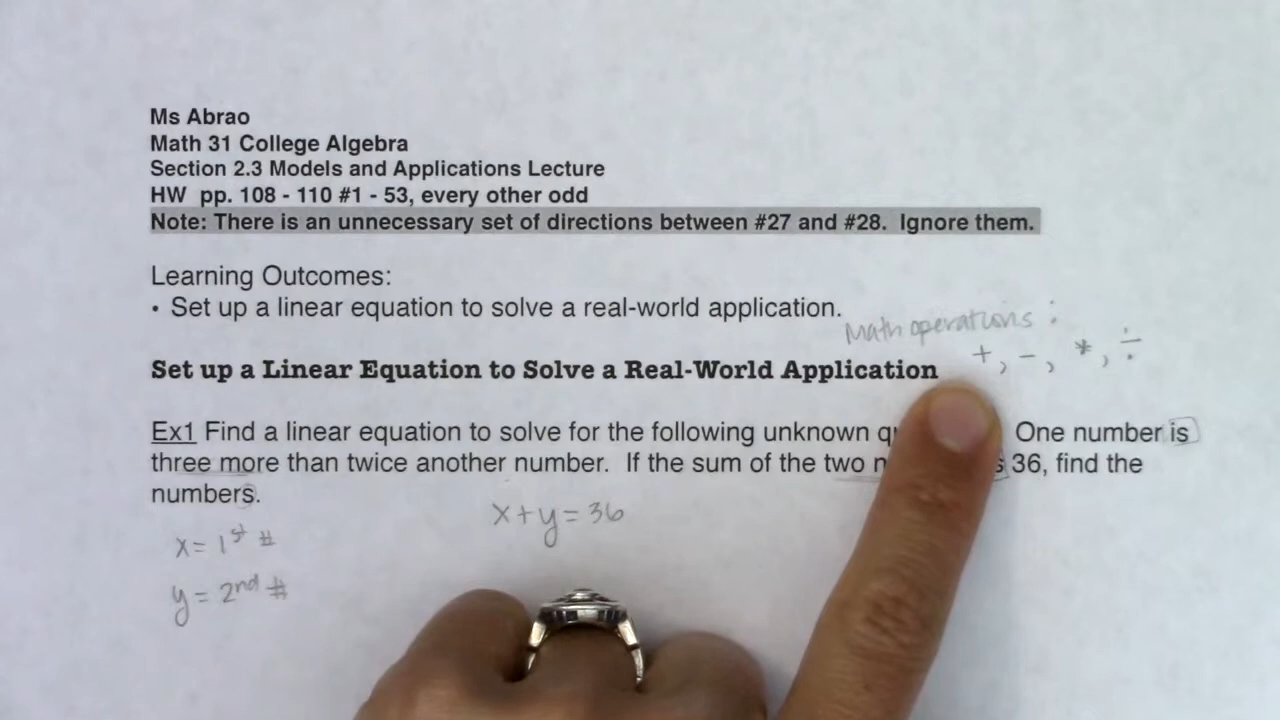 Ms Abrao
Math 31 College Algebra
Section 2.3 Models and Applications Lecture
HW pp. 108 - 110 #1 - 53, every other odd
Note: There is an unnecessary set of directions between #27 and #28. Ignore them.
Learning Outcomes:
• Set up a linear equation to solve a real-world application.
Math operations :
+, -, *, ÷
Set up a Linear Equation to Solve a Real-World Application
Ex1 Find a linear equation to solve for the following unknown One number is
three more than twice another number. If the sum of the two 36, find the
numbers.
x + y = 36
x = 1st #
y = 2nd #